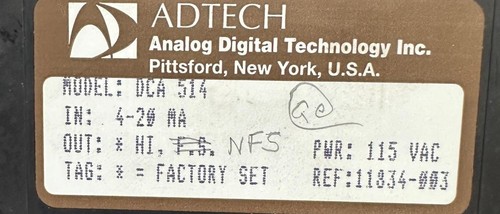 ADTECH
Analog Digital Technology Inc.
Pittsford, New York, U.S.A.
MODEL: DCA 514
IN: 4-20 MA
OUT: * HI, F.S. NFS
PWR: 115 VAC
TAG: * = FACTORY SET
REF:11834-003